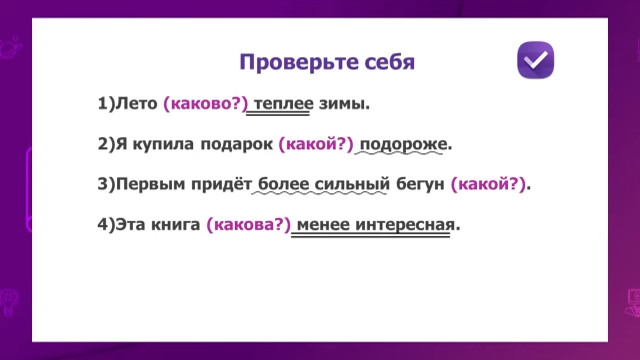 Проверьте себя
1)Лето (каково?) теплее зимы.
2)Я купила подарок (какой?) подороже.
3)Первым придёт более сильный бегун (какой?).
4)Эта книга (какова?) менее интересная.